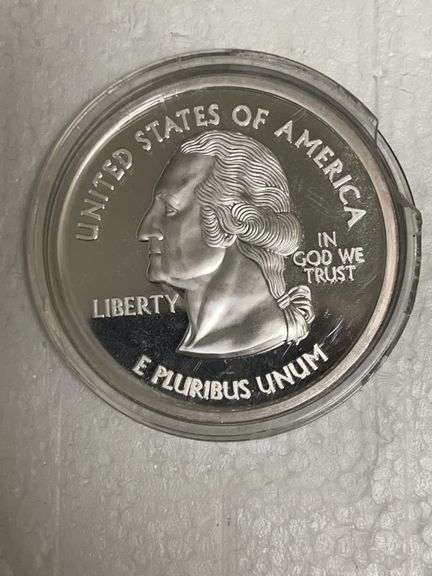 UNITED STATES OF AMERICA
IN
GOD WE
TRUST
LIBERTY
E PLURIBUS UNUM